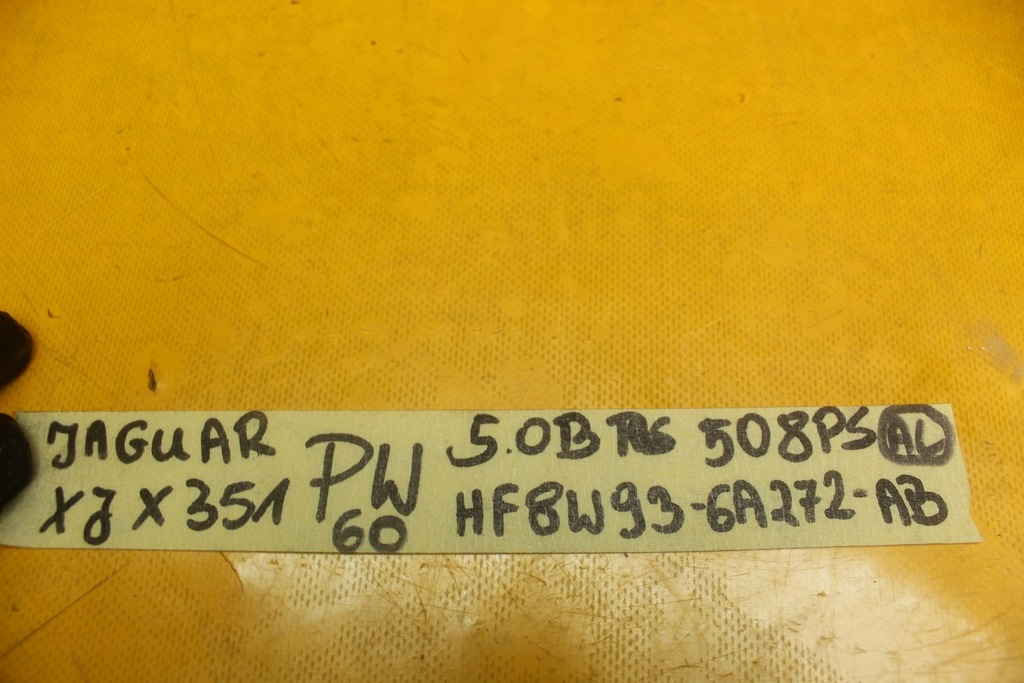 JAGUAR
XJ X351
PW
60
5.0B 508PS AL
HF8W93-6A272-AB